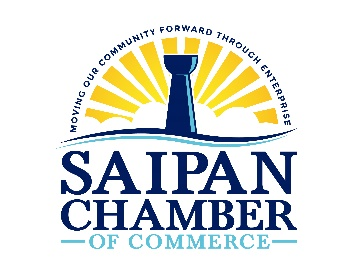 MOVING OUR COMMUNITY FORWARD THROUGH ENTERPRISE
SAIPAN
CHAMBER
OF COMMERCE